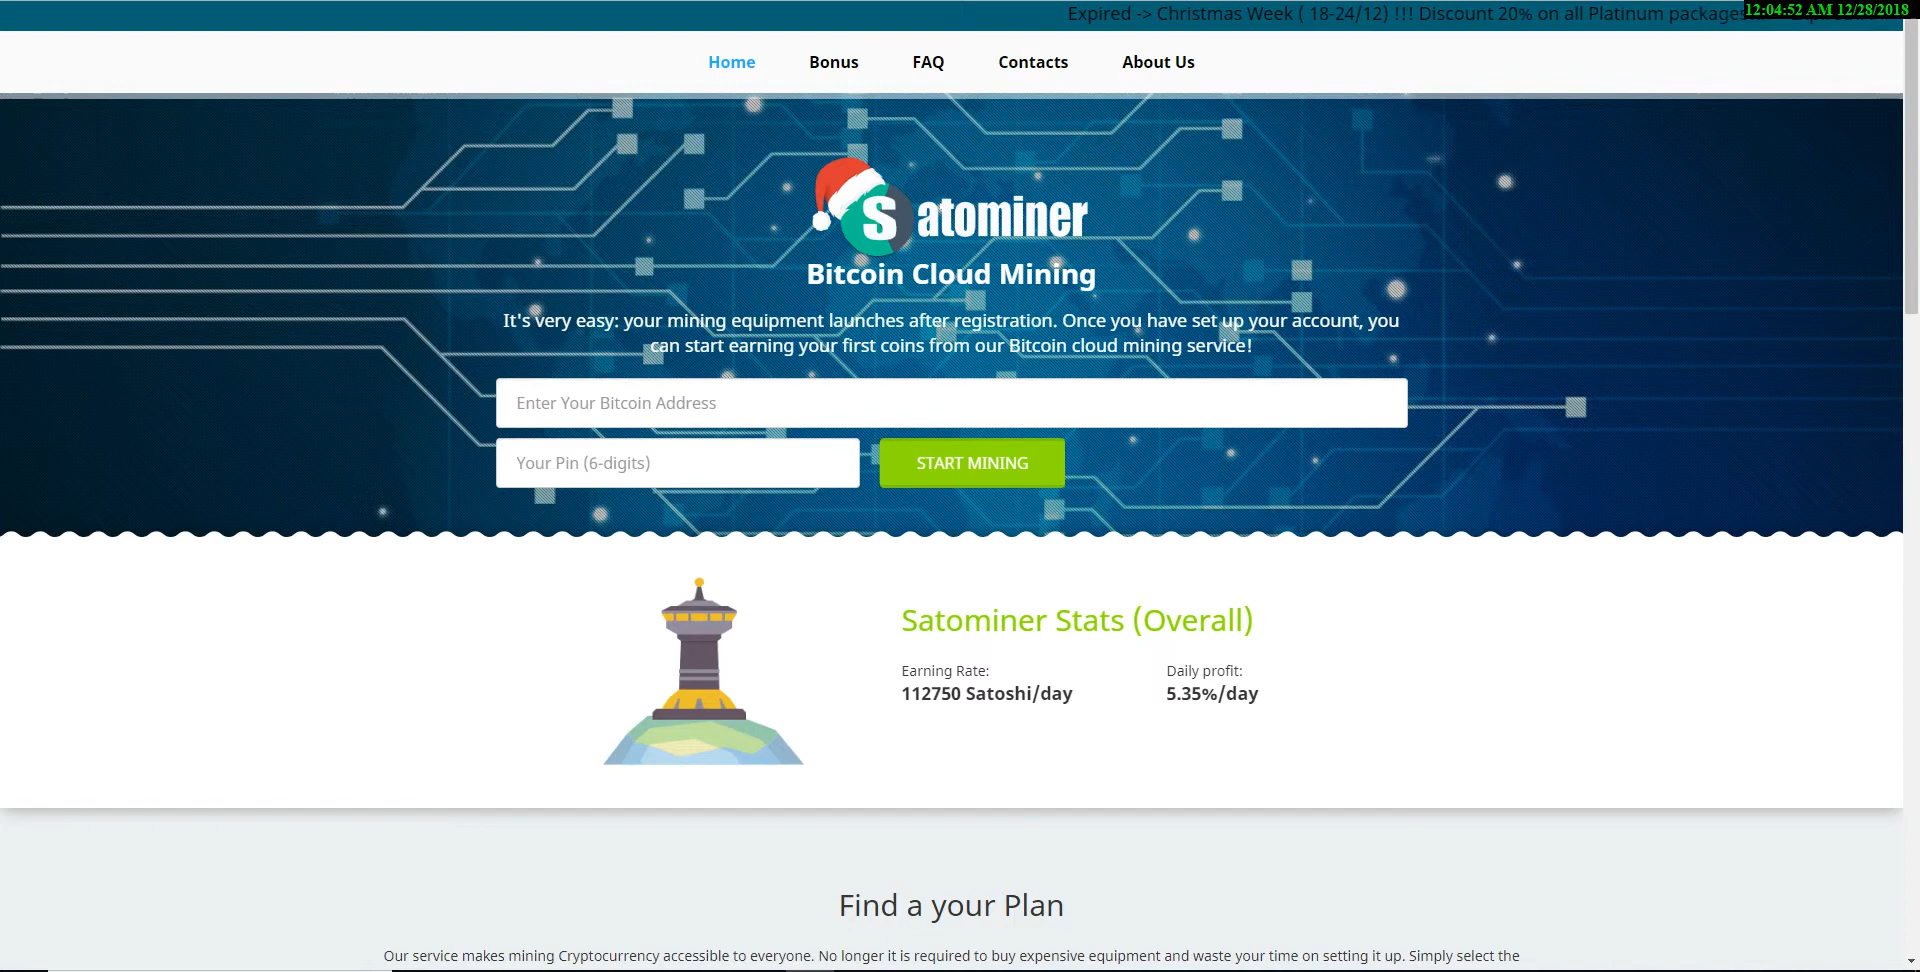 Expired -> Christmas Week ( 18-24/12) !!! Discount 20% on all Platinum packages
12:04:52 AM 12/28/2018
Home Bonus FAQ Contacts About Us
Satominer
Bitcoin Cloud Mining
It's very easy: your mining equipment launches after registration. Once you have set up your account, you
can start earning your first coins from our Bitcoin cloud mining service!
Enter Your Bitcoin Address
Your Pin (6-digits) START MINING
Satominer Stats (Overall)
Earning Rate: Daily profit:
112750 Satoshi/day 5.35%/day
Find a your Plan
Our service makes mining Cryptocurrency accessible to everyone. No longer it is required to buy expensive equipment and waste your time on setting it up. Simply select the